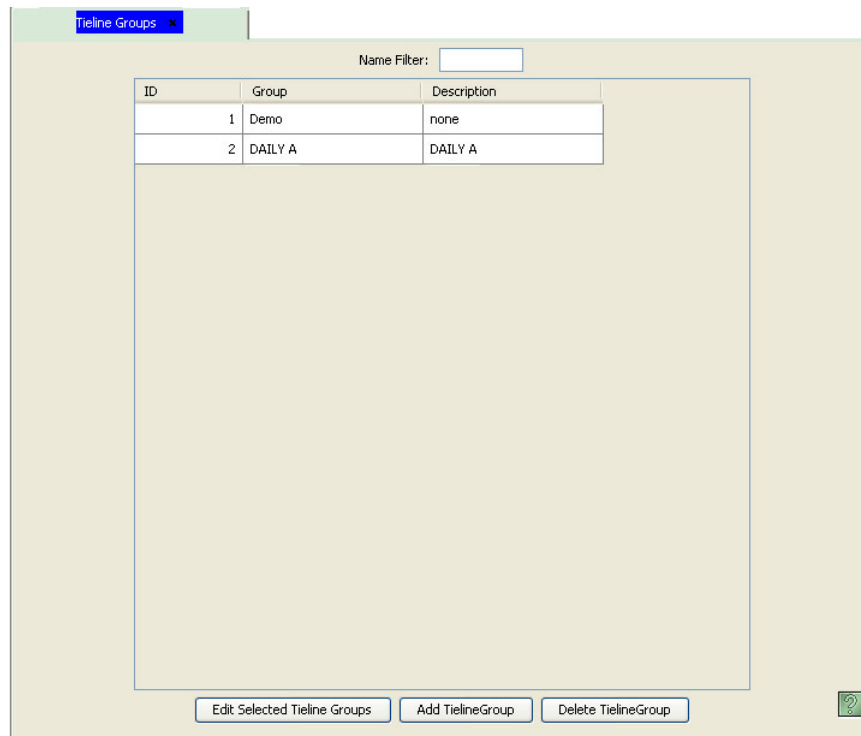 Tieline Groups ×
Name Filter:
ID Group Description
1 Demo none
2 DAILY A DAILY A
Edit Selected Tieline Groups Add TielineGroup Delete TielineGroup ?